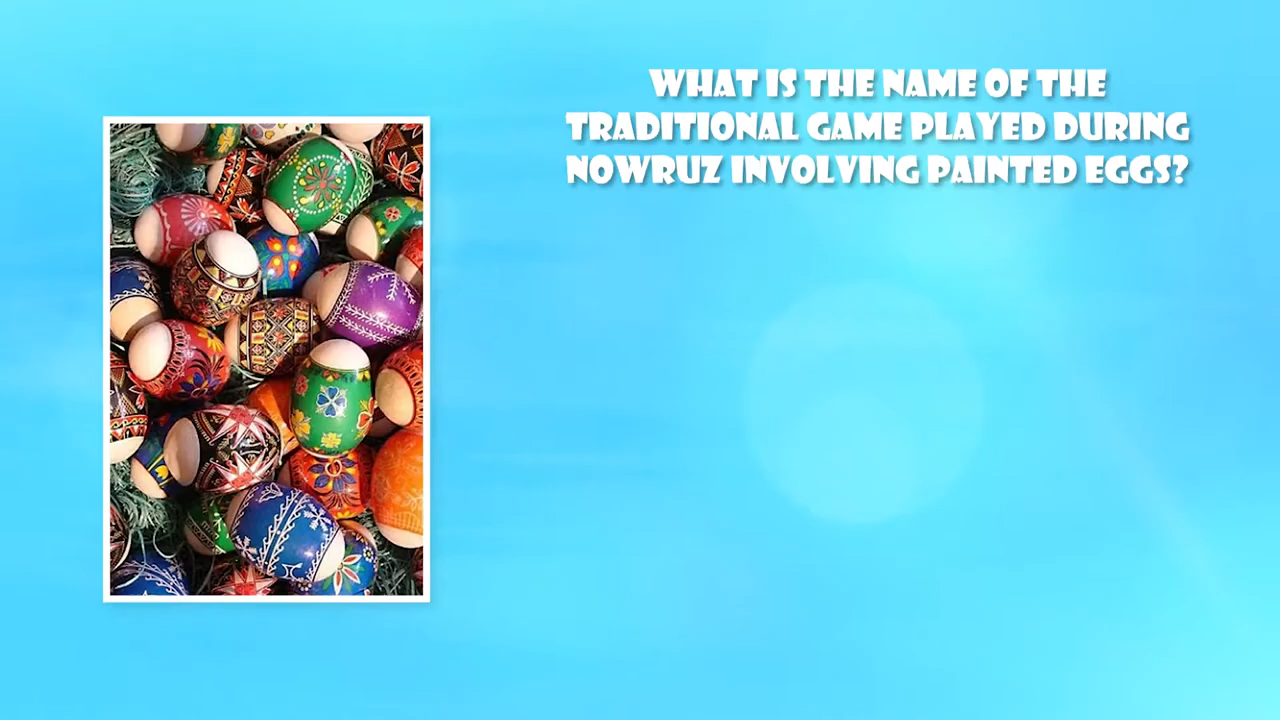 WHAT IS THE NAME OF THE
TRADITIONAL GAME PLAYED DURING
NOWRUZ INVOLVING PAINTED EGGS?